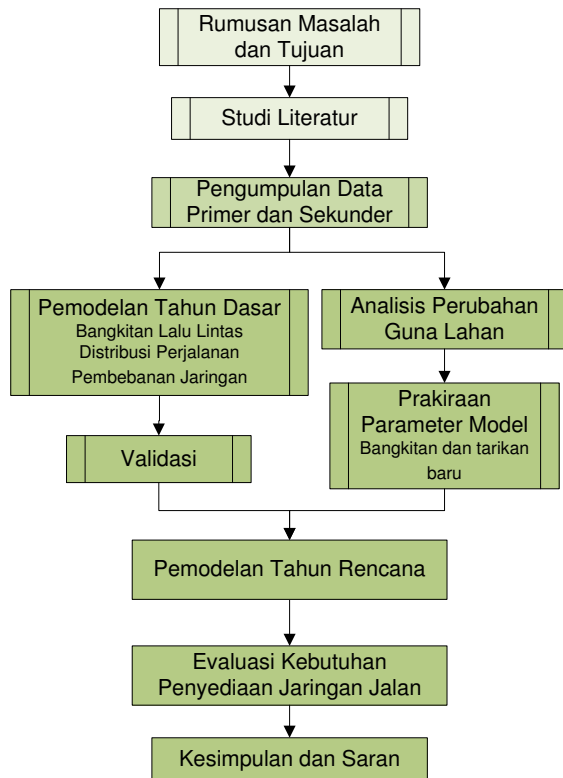 Rumusan Masalah
dan Tujuan
Studi Literatur
Pengumpulan Data
Primer dan Sekunder
Pemodelan Tahun Dasar
Bangkitan Lalu Lintas
Distribusi Perjalanan
Pembebanan Jaringan
Validasi
Analisis Perubahan
Guna Lahan
Prakiraan
Parameter Model
Bangkitan dan tarikan
baru
Pemodelan Tahun Rencana
Evaluasi Kebutuhan
Penyediaan Jaringan Jalan
Kesimpulan dan Saran